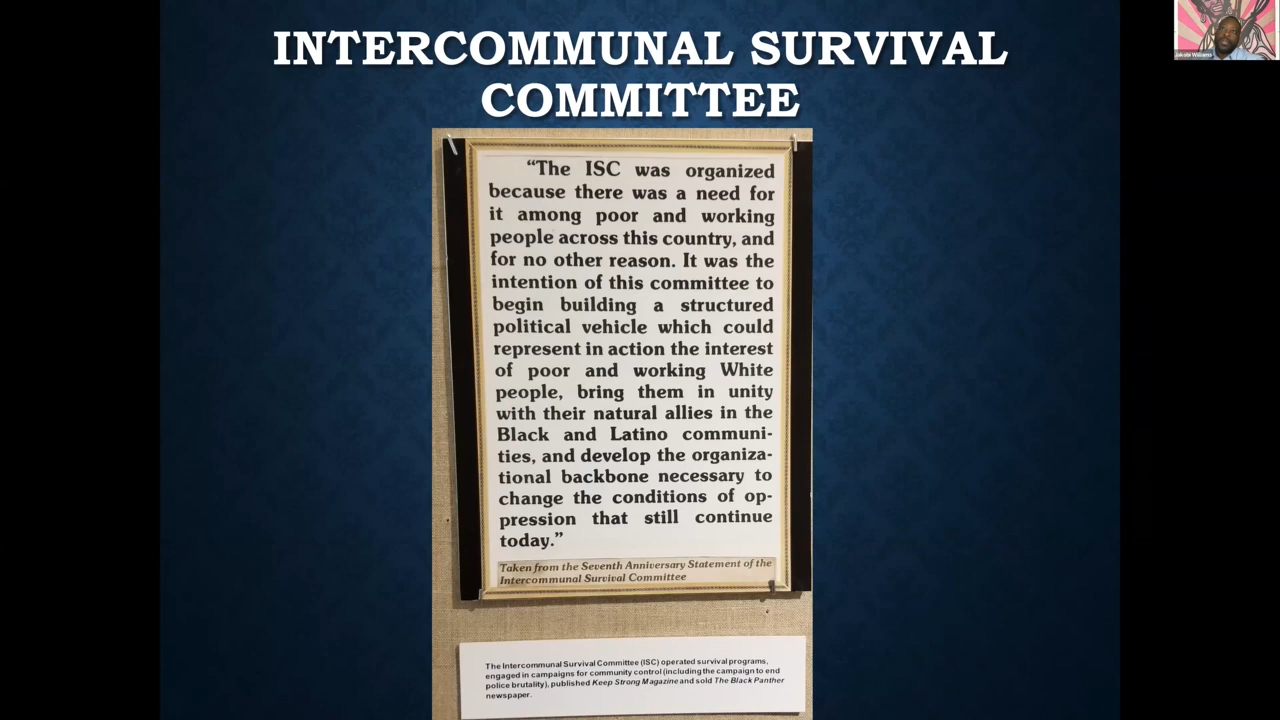 INTERCOMMUNAL SURVIVAL
COMMITTEE
“The ISC was organized
because there was a need for
it among poor and working
people across this country, and
for no other reason. It was the
intention of this committee to
begin building a structured
political vehicle which could
represent in action the interest
of poor and working White
people, bring them in unity
with their natural allies in the
Black and Latino communi-
ties, and develop the organiza-
tional backbone necessary to
change the conditions of op-
pression that still continue
today.”
Taken from the Seventh Anniversary Statement of the
Intercommunal Survival Committee
The Intercommunal Survival Committee (ISC) operated survival programs,
engaged in campaigns for community control (including the campaign to end
police brutality), published Keep Strong Magazine and sold The Black Panther
newspaper.
Jakobi Williams